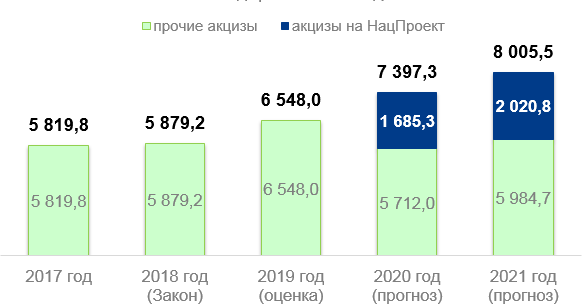 прочие акцизы акцизы на НацПроект
8 005,5
7 397,3
6 548,0
5 819,8 5 879,2
1 685,3 2 020,8
5 819,8 5 879,2 6 548,0 5 712,0 5 984,7
2017 год 2018 год 2019 год 2020 год 2021 год
(Закон) (оценка) (прогноз) (прогноз)